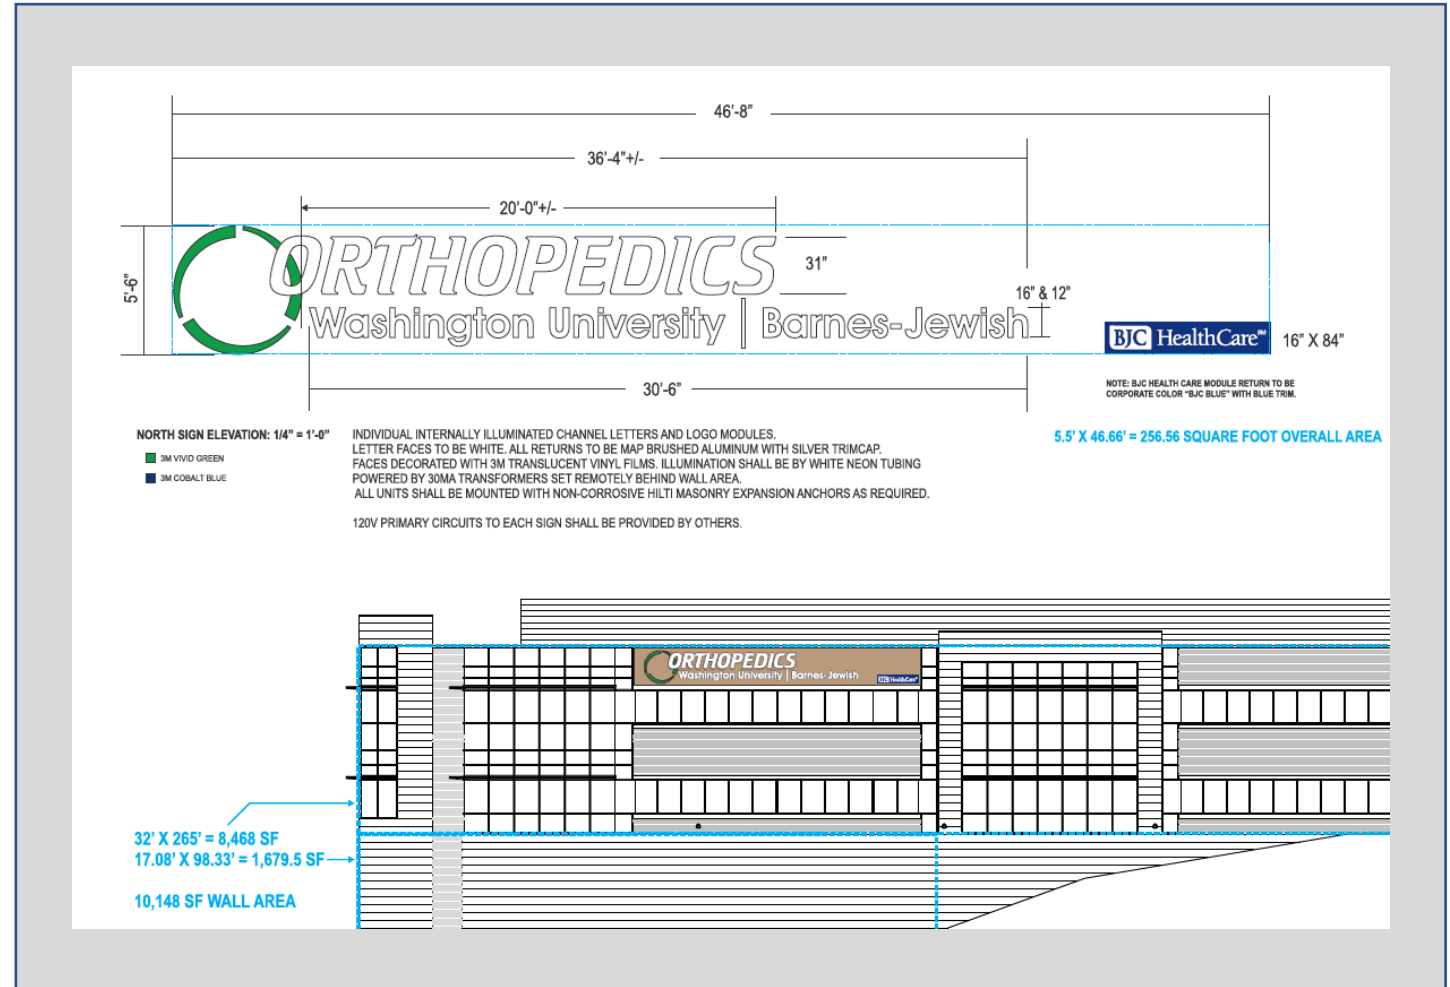 46'-8"
36'-4"+/-
20'-0"+/-
5'-6"
ORTHOPEDICS
31"
16" & 12"
Washington University | Barnes-Jewish
BJC HealthCare℠
16" X 84"
30'-6"
NOTE: BJC HEALTH CARE MODULE RETURN TO BE
CORPORATE COLOR "BJC BLUE" WITH BLUE TRIM.
NORTH SIGN ELEVATION: 1/4" = 1'-0"
3M VIVID GREEN
3M COBALT BLUE
INDIVIDUAL INTERNALLY ILLUMINATED CHANNEL LETTERS AND LOGO MODULES.
LETTER FACES TO BE WHITE. ALL RETURNS TO BE MAP BRUSHED ALUMINUM WITH SILVER TRIMCAP.
FACES DECORATED WITH 3M TRANSLUCENT VINYL FILMS. ILLUMINATION SHALL BE BY WHITE NEON TUBING
POWERED BY 30MA TRANSFORMERS SET REMOTELY BEHIND WALL AREA.
ALL UNITS SHALL BE MOUNTED WITH NON-CORROSIVE HILTI MASONRY EXPANSION ANCHORS AS REQUIRED.
120V PRIMARY CIRCUITS TO EACH SIGN SHALL BE PROVIDED BY OTHERS.
5.5' X 46.66' = 256.56 SQUARE FOOT OVERALL AREA
ORTHOPEDICS
Washington University | Barnes-Jewish
BJC HealthCare℠
32' X 265' = 8,468 SF
17.08' X 98.33' = 1,679.5 SF
10,148 SF WALL AREA